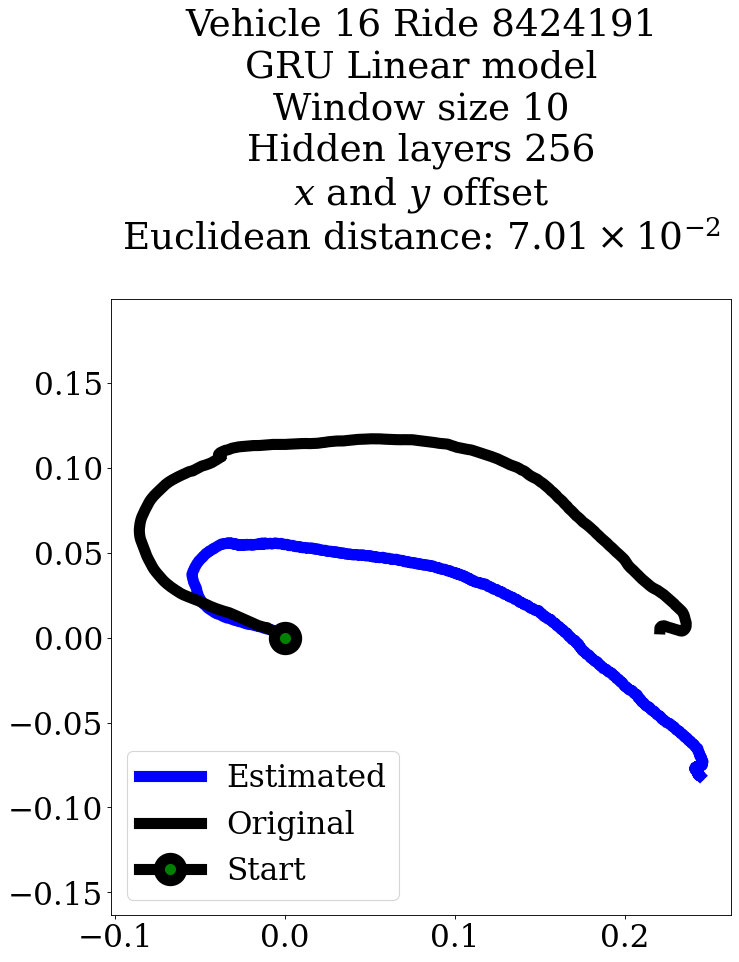 Vehicle 16 Ride 8424191
GRU Linear model
Window size 10
Hidden layers 256
x and y offset
Euclidean distance: 7.01 × 10⁻²
0.15
0.10
0.05
0.00
−0.05
−0.10
−0.15
Estimated
Original
Start
−0.1
0.0
0.1
0.2